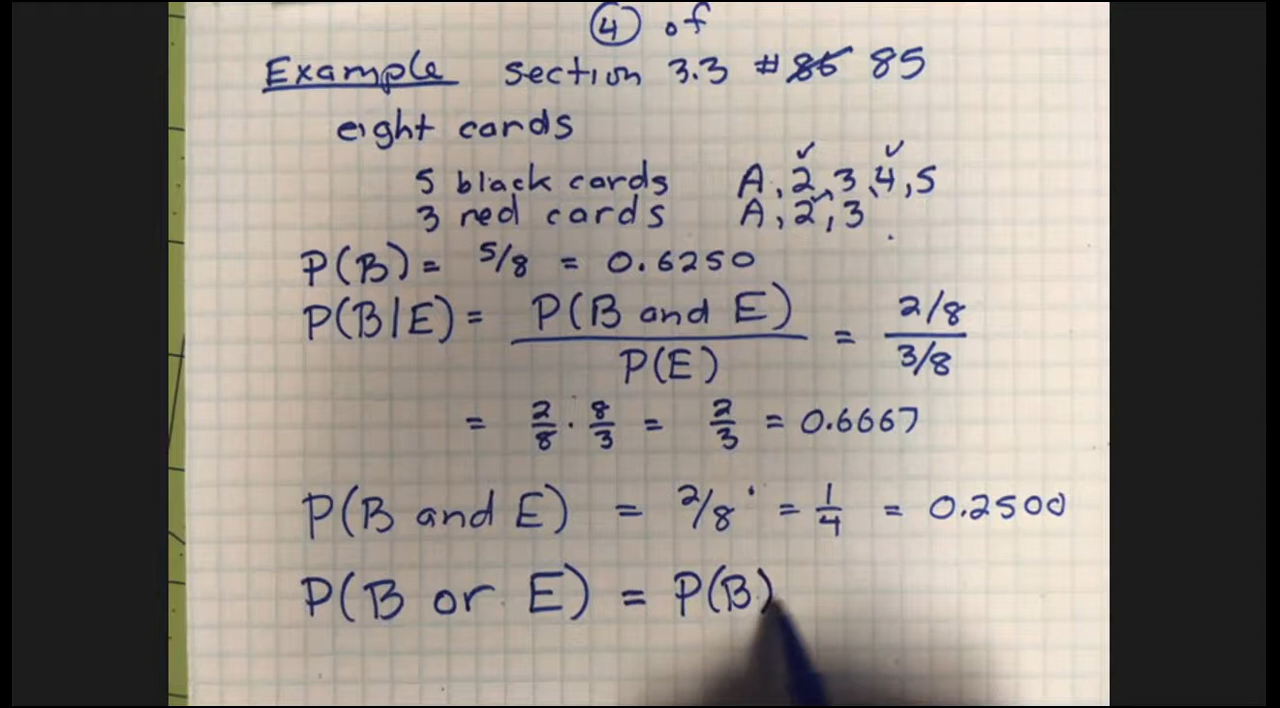 ④ of
Example section 3.3 # 85
eight cards
5 black cards A, 2, 3, 4, 5
3 red cards A, 2, 3
P(B) = 5/8 = 0.6250
P(B|E) = P(B and E) / P(E) = 2/8 / 3/8
= 2/8 · 8/3 = 2/3 = 0.6667
P(B and E) = 2/8 = 1/4 = 0.2500
P(B or E) = P(B)